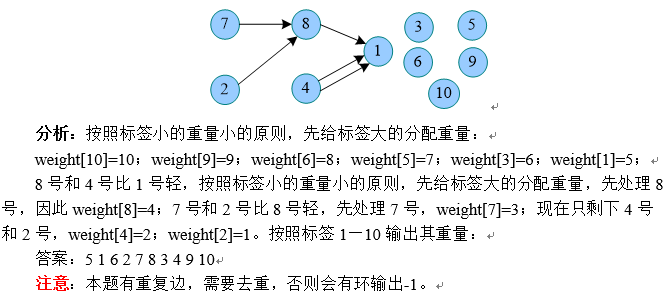 7
8
3
5
1
6
9
2
4
10
分析：按照标签小的重量小的原则，先给标签大的分配重量：
weight[10]=10；weight[9]=9；weight[6]=8；weight[5]=7；weight[3]=6；weight[1]=5；
8 号和 4 号比 1 号轻，按照标签小的重量小的原则，先给标签大的分配重量，先处理 8
号，因此 weight[8]=4；7 号和 2 号比 8 号轻，先处理 7 号，weight[7]=3；现在只剩下 4 号
和 2 号，weight[4]=2；weight[2]=1。按照标签 1—10 输出其重量：
答案：5 1 6 2 7 8 3 4 9 10
注意：本题有重复边，需要去重，否则会有环输出-1。